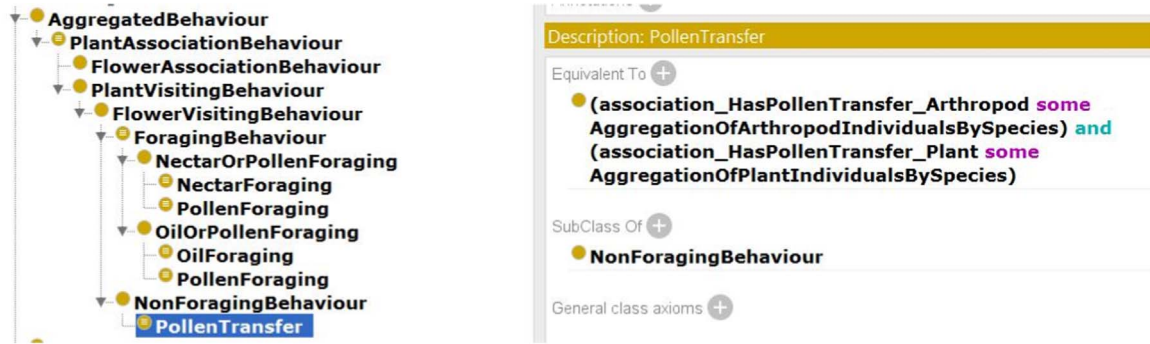 AggregatedBehaviour
PlantAssociationBehaviour
FlowerAssociationBehaviour
PlantVisitingBehaviour
FlowerVisitingBehaviour
ForagingBehaviour
NectarOrPollenForaging
NectarForaging
PollenForaging
OilOrPollenForaging
OilForaging
PollenForaging
NonForagingBehaviour
PollenTransfer
Description: PollenTransfer
Equivalent To
(association_HasPollenTransfer_Arthropod some
AggregationOfArthropodIndividualsBySpecies) and
(association_HasPollenTransfer_Plant some
AggregationOfPlantIndividualsBySpecies)
SubClass Of
NonForagingBehaviour
General class axioms